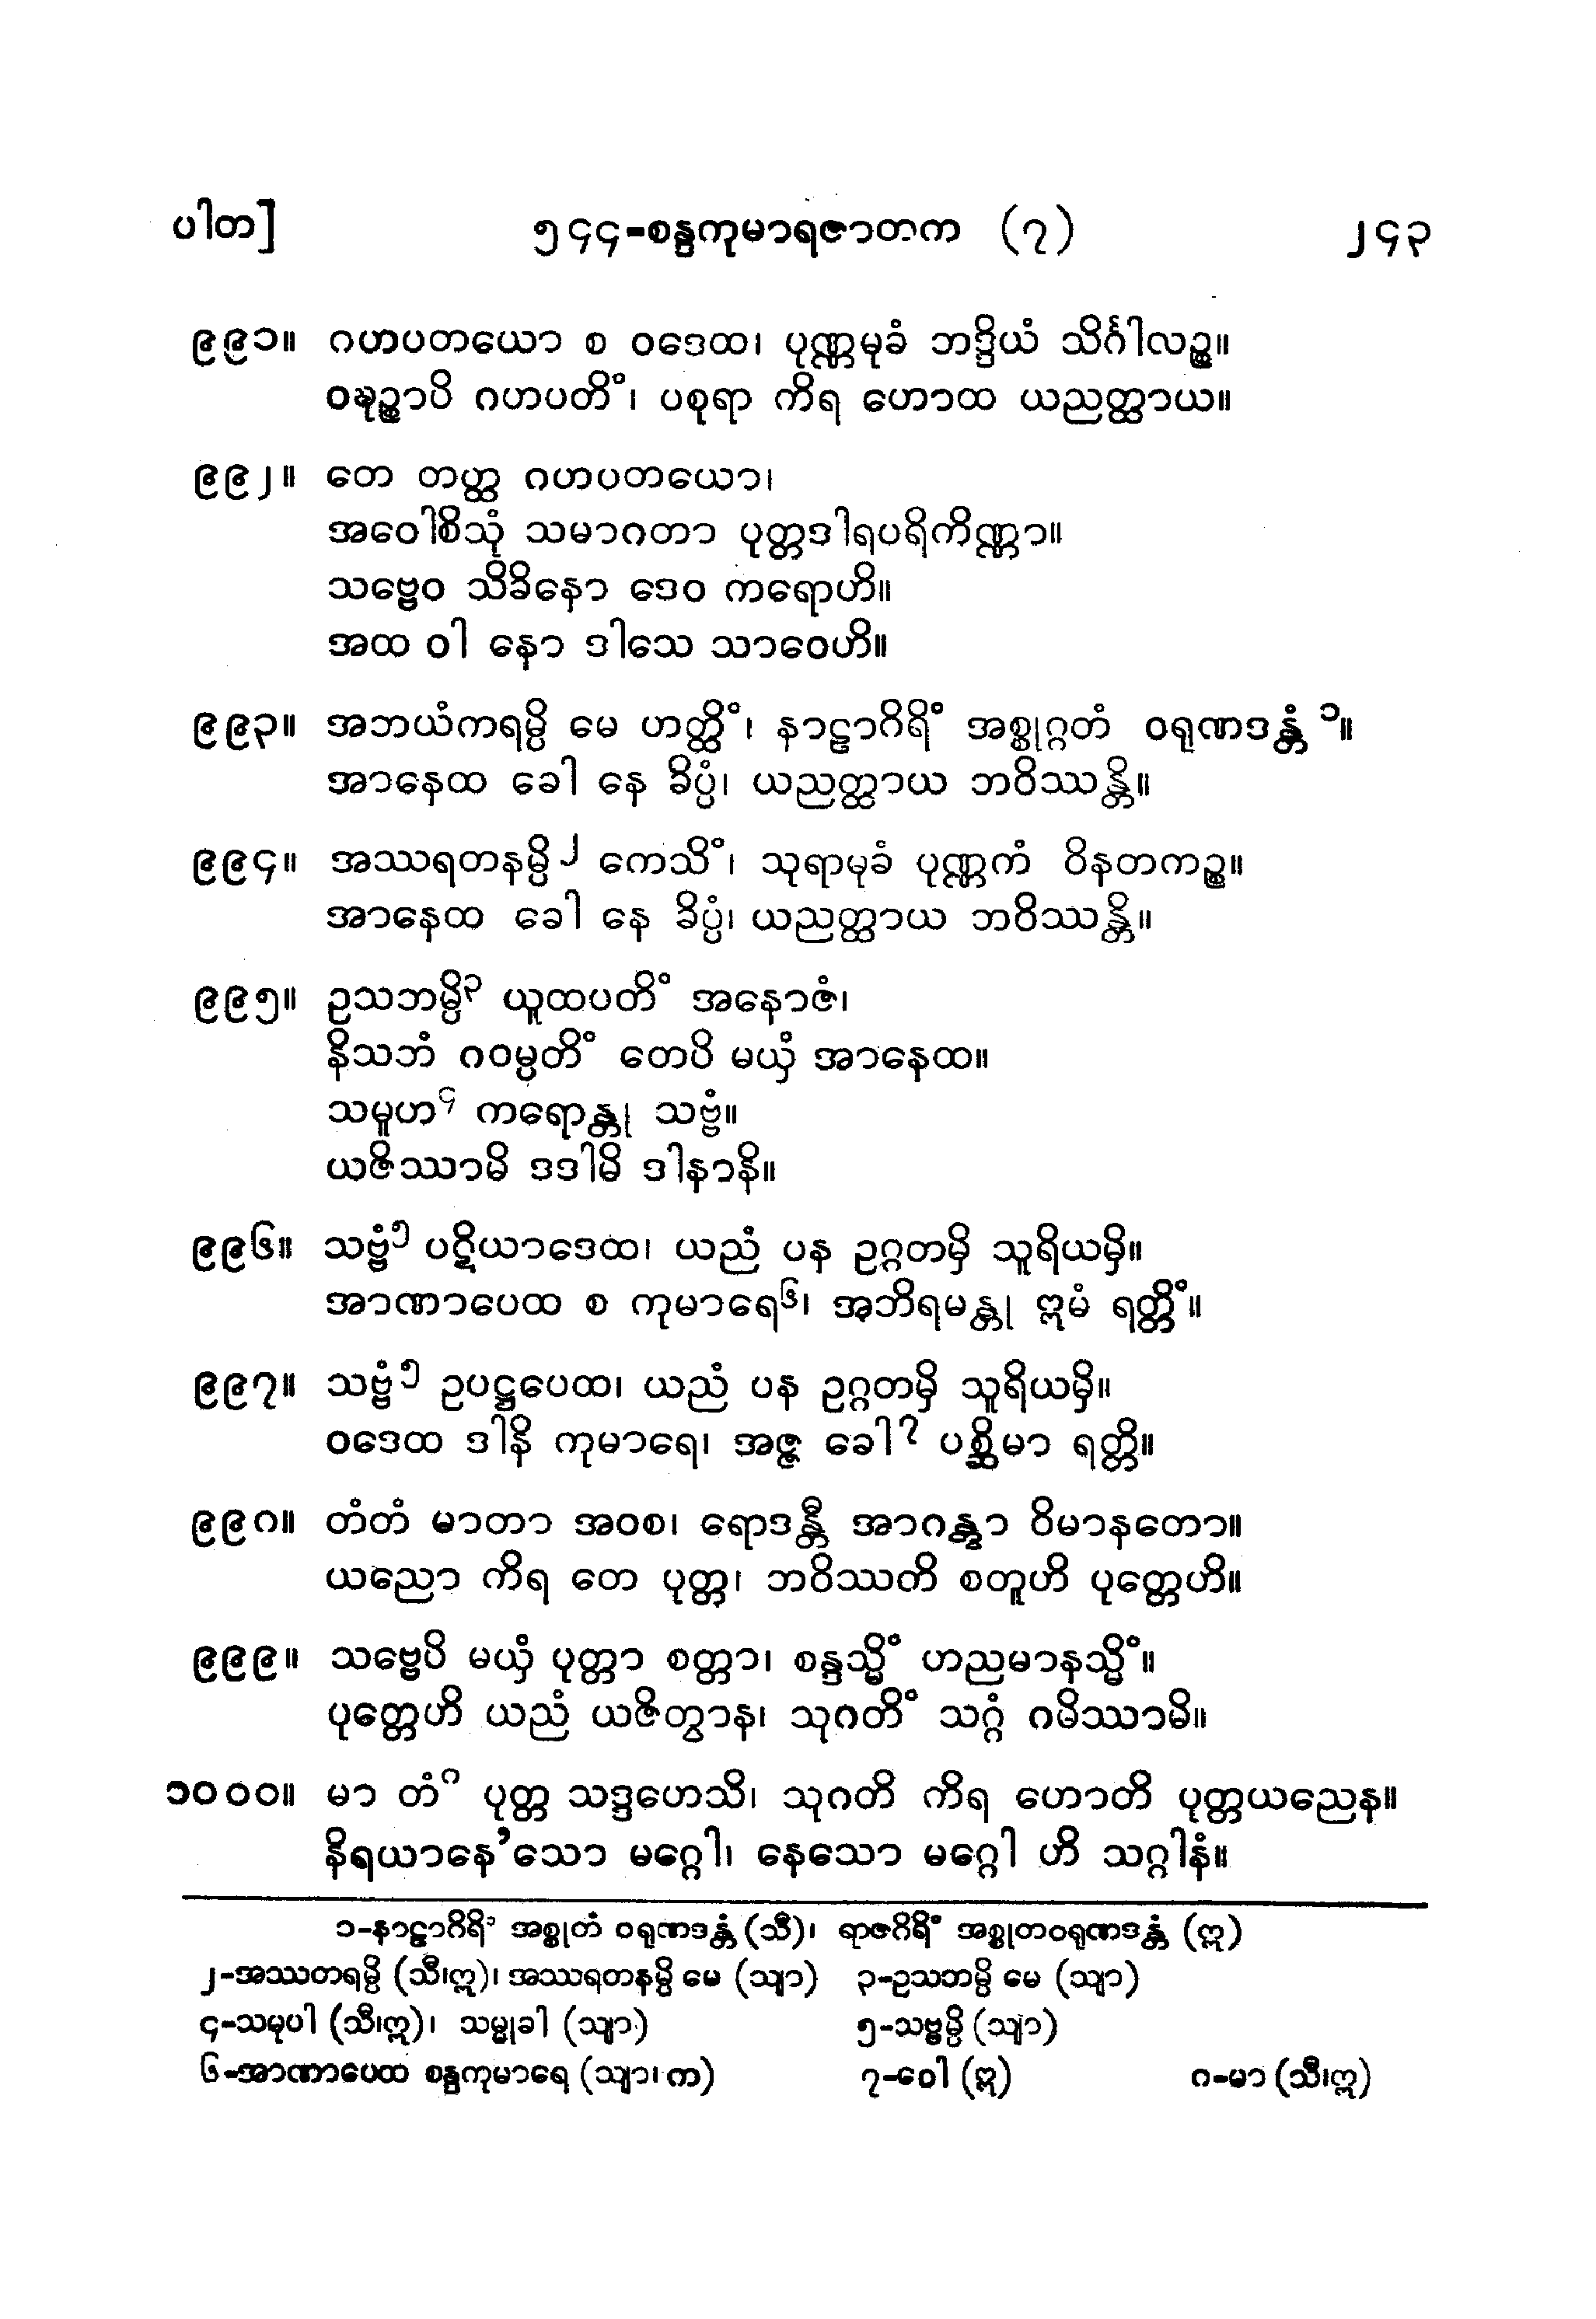 ပါတ]
၅၄၄-စန္ဒကုမာရဇာတက (၇)
၂၄၃
၉၉၁။ ဂဟပတယော စ ဝဒေထ၊ ပုဏ္ဏမုခံ ဘဒ္ဒိယံ သိင်္ဂါလဉ္စ။
ဝဍ္ဎဉ္စာပိ ဂဟပတိံ၊ ပစုရာ ကိရ ဟောထ ယညတ္ထာယ။
၉၉၂။ တေ တတ္ထ ဂဟပတယော၊
အဝေါစိသုံ သမာဂတာ ပုတ္တဒါရပရိကိဏ္ဏာ။
သဗ္ဗေဝ သိခိနော ဒေဝ ကရောဟိ။
အထ ဝါ နော ဒါသေ သာဝေဟိ။
၉၉၃။ အဘယံကရမ္ပိ မေ ဟတ္ထိံ၊ နာဠာဂိရိံ အစ္စုဂ္ဂတံ ဝရုဏဒန္တံ ၁။
အာနေထ ခေါ နေ ခိပ္ပံ၊ ယညတ္ထာယ ဘဝိဿန္တိ။
၉၉၄။ အဿရတနမ္ပိ၂ ကေသိံ၊ သုရာမုခံ ပုဏ္ဏကံ ဝိနတကဉ္စ။
အာနေထ ခေါ နေ ခိပ္ပံ၊ ယညတ္ထာယ ဘဝိဿန္တိ။
၉၉၅။ ဥသဘမ္ပိ၃ ယူထပတိံ အနောဇံ၊
နိသဘံ ဂဝမ္ပတိံ တေပိ မယှံ အာနေထ။
သမူဟ၄ ကရောန္တု သဗ္ဗံ။
ယဇိဿာမိ ဒဒါမိ ဒါနာနိ။
၉၉၆။ သဗ္ဗံ၅ ပဋိယာဒေထ၊ ယညံ ပန ဥဂ္ဂတမှိ သူရိယမှိ။
အာဏာပေထ စ ကုမာရေ၆၊ အဘိရမန္တု ဣမံ ရတ္တိံ။
၉၉၇။ သဗ္ဗံ၅ ဥပဋ္ဌပေထ၊ ယညံ ပန ဥဂ္ဂတမှိ သူရိယမှိ။
ဝဒေထ ဒါနိ ကုမာရေ၊ အဇ္ဇ ခေါ၇ ပစ္ဆိမာ ရတ္တိ။
၉၉၈။ တံတံ မာတာ အဝစ၊ ရောဒန္တီ အာဂန္တွာ ဝိမာနတော။
ယညော ကိရ တေ ပုတ္တ၊ ဘဝိဿတိ စတူဟိ ပုတ္တေဟိ။
၉၉၉။ သဗ္ဗေပိ မယှံ ပုတ္တာ စတ္တာ၊ စန္ဒသ္မိံ ဟညမာနသ္မိံ။
ပုတ္တေဟိ ယညံ ယဇိတွာန၊ သုဂတိံ သဂ္ဂံ ဂမိဿာမိ။
၁၀၀၀။ မာ တံ၈ ပုတ္တ သဒ္ဒဟေသိ၊ သုဂတိ ကိရ ဟောတိ ပုတ္တယညေန။
နိရယာနေ’သော မဂ္ဂေါ၊ နေသော မဂ္ဂေါ ဟိ သဂ္ဂါနံ။
၁-နာဠာဂိရိံ အစ္စုတံ ဝရုဏဒန္တံ (သီ)၊ ရာဇဂိရိံ အစ္စုတဝရုဏဒန္တံ (ဣ)
၂-အဿတရမ္ပိ (သီ၊ဣ)၊ အဿရတနမ္ပိ မေ (သျာ) ၃-ဥသဘမ္ပိ မေ (သျာ)
၄-သမုပါ (သီ၊ဣ)၊ သမ္မုခါ (သျာ) ၅-သဗ္ဗမ္ပိ (သျာ)
၆-အာဏာပေထ စန္ဒကုမာရေ (သျာ၊ က) ၇-ဝေါ (ဣ) ၈-မာ (သီ၊ဣ)